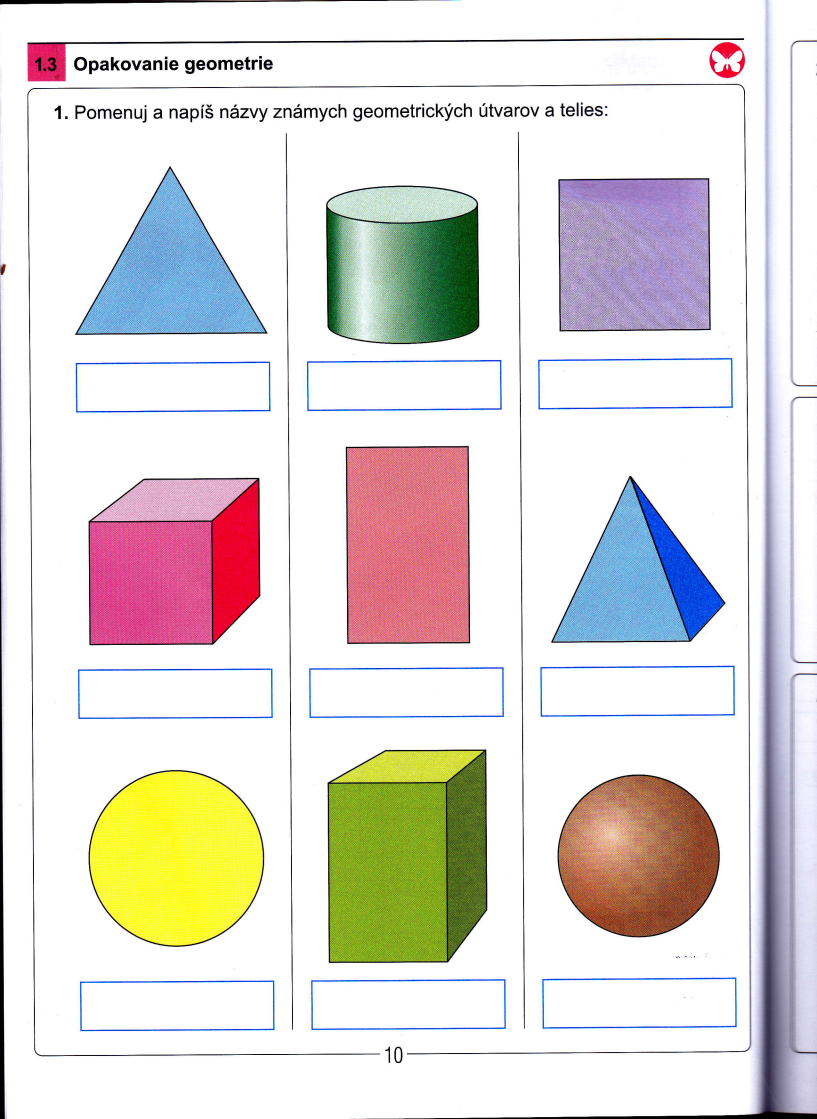 1.3 Opakovanie geometrie
1. Pomenuj a napíš názvy známych geometrických útvarov a telies:
10